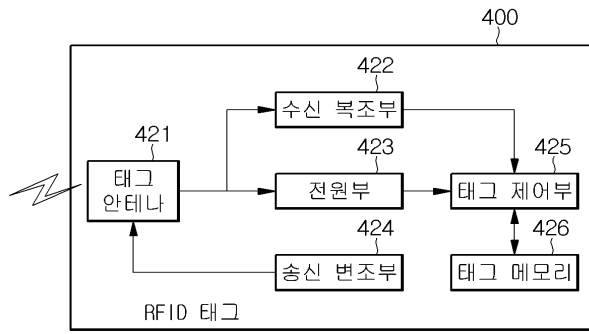 400
422
수신 복조부
421
태그
안테나
423
전원부
425
태그 제어부
424
송신 변조부
426
태그 메모리
RFID 태그